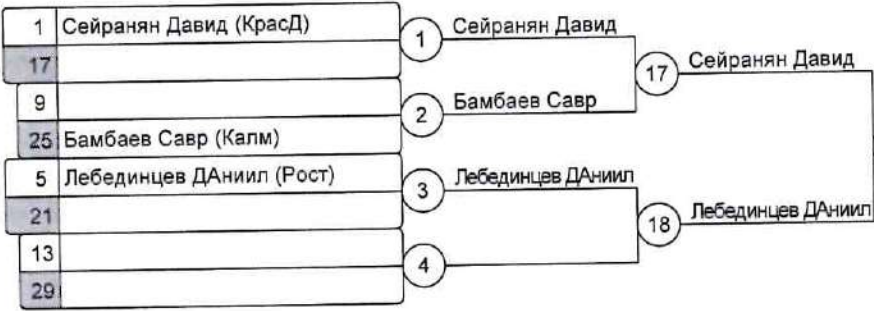 1 Сейранян Давид (КрасД)
17
1 Сейранян Давид
9
25 Бамбаев Савр (Калм)
2 Бамбаев Савр
17 Сейранян Давид
5 Лебединцев ДАниил (Рост)
21
3 Лебединцев ДАниил
13
29
4
18 Лебединцев ДАниил